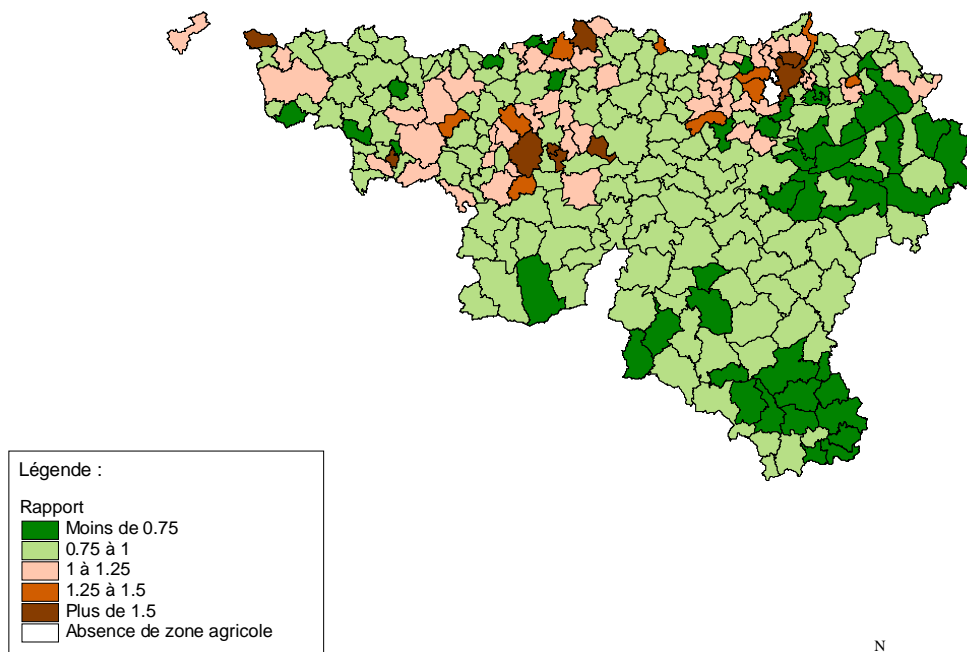 Légende :
Rapport
Moins de 0.75
0.75 à 1
1 à 1.25
1.25 à 1.5
Plus de 1.5
Absence de zone agricole
N